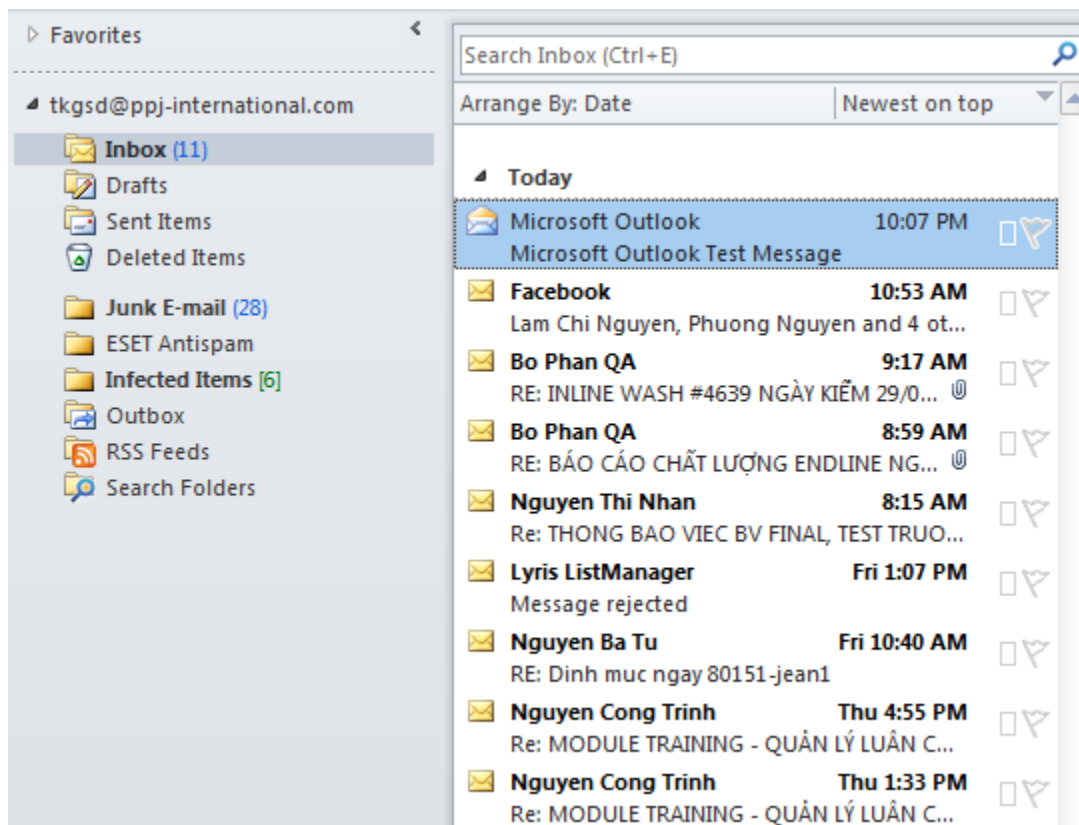 Favorites
tkgsd@ppj-international.com
Inbox (11)
Drafts
Sent Items
Deleted Items
Junk E-mail (28)
ESET Antispam
Infected Items [6]
Outbox
RSS Feeds
Search Folders
Search Inbox (Ctrl+E)
Arrange By: Date Newest on top
Today
Microsoft Outlook 10:07 PM
Microsoft Outlook Test Message
Facebook 10:53 AM
Lam Chi Nguyen, Phuong Nguyen and 4 ot...
Bo Phan QA 9:17 AM
RE: INLINE WASH #4639 NGÀY KIỂM 29/0...
Bo Phan QA 8:59 AM
RE: BÁO CÁO CHẤT LƯỢNG ENDLINE NG...
Nguyen Thi Nhan 8:15 AM
Re: THONG BAO VIEC BV FINAL, TEST TRUO...
Lyris ListManager Fri 1:07 PM
Message rejected
Nguyen Ba Tu Fri 10:40 AM
RE: Dinh muc ngay 80151-jean1
Nguyen Cong Trinh Thu 4:55 PM
Re: MODULE TRAINING - QUẢN LÝ LUÂN C...
Nguyen Cong Trinh Thu 1:33 PM
Re: MODULE TRAINING - QUẢN LÝ LUÂN C...